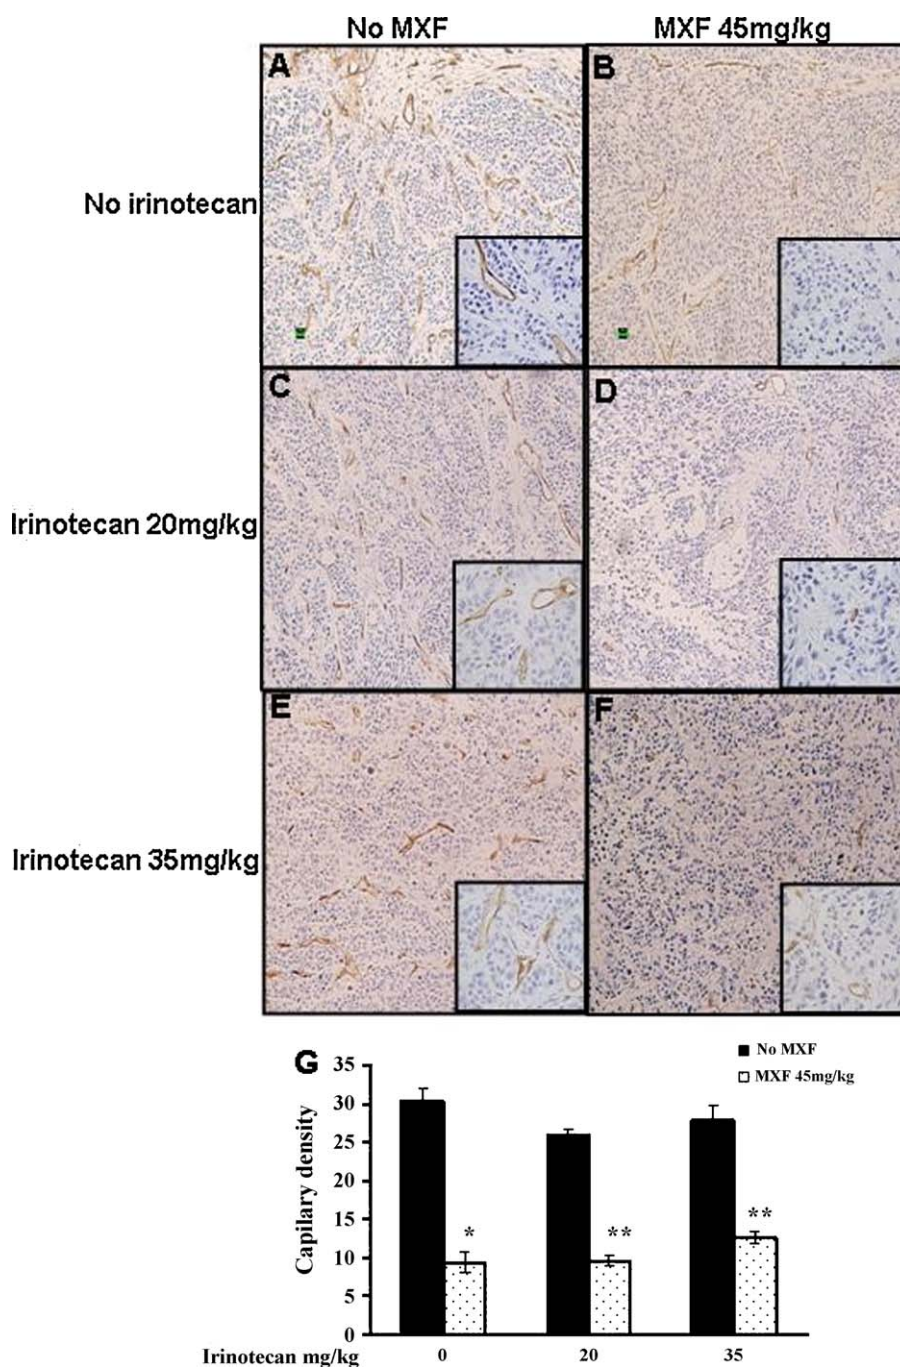 No MXF MXF 45mg/kg
A B
No irinotecan
C D
Irinotecan 20mg/kg
E F
Irinotecan 35mg/kg
G
No MXF
MXF 45mg/kg
35
30
25
20
15
10
5
0
Capilary density
* ** **
Irinotecan mg/kg 0 20 35